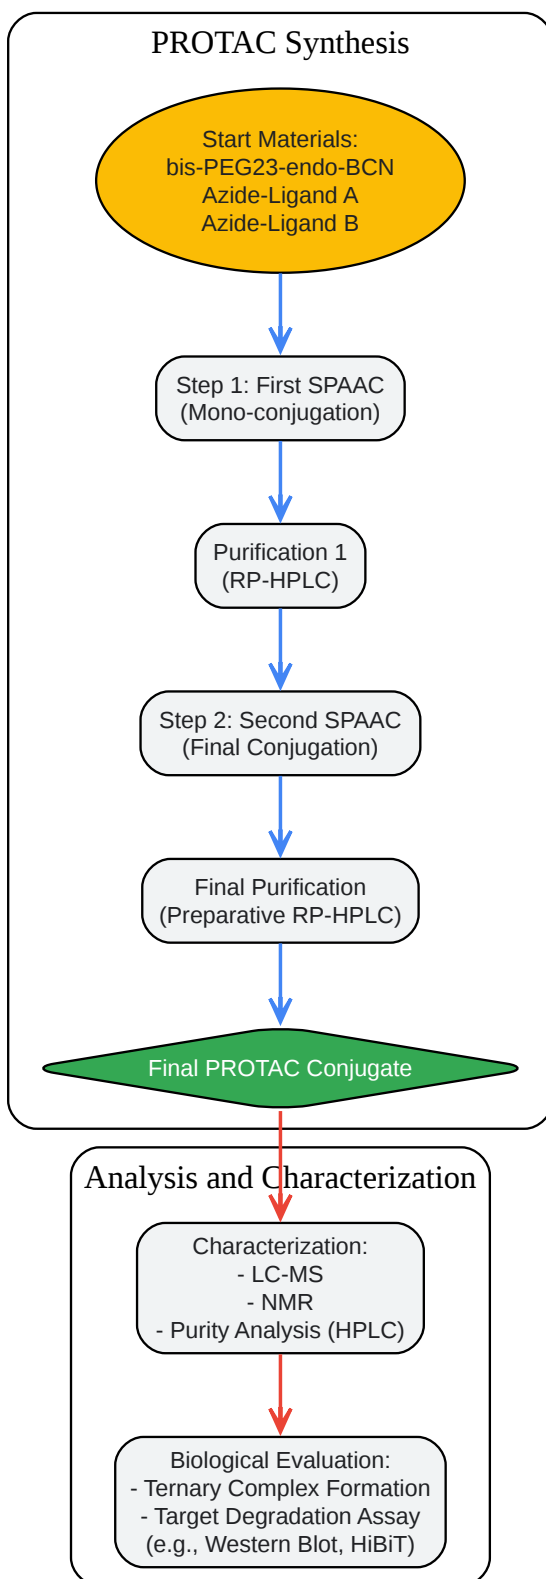 PROTAC Synthesis
Start Materials:
bis-PEG23-endo-BCN
Azide-Ligand A
Azide-Ligand B
Step 1: First SPAAC
(Mono-conjugation)
Purification 1
(RP-HPLC)
Step 2: Second SPAAC
(Final Conjugation)
Final Purification
(Preparative RP-HPLC)
Final PROTAC Conjugate
Analysis and Characterization
Characterization:
- LC-MS
- NMR
- Purity Analysis (HPLC)
Biological Evaluation:
- Ternary Complex Formation
- Target Degradation Assay
(e.g., Western Blot, HiBiT)